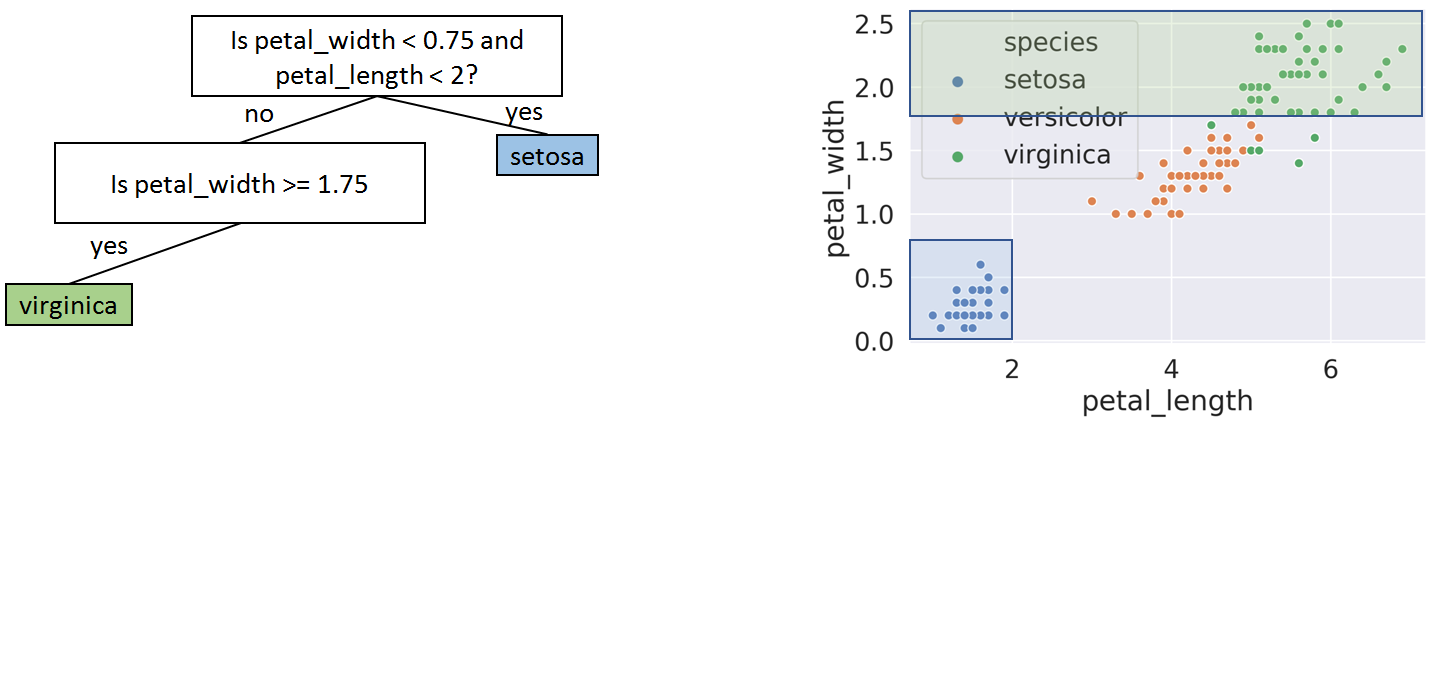 Is petal_width < 0.75 and
petal_length < 2?
no
yes
setosa
Is petal_width >= 1.75
yes
virginica
2.5
2.0
1.5
1.0
0.5
0.0
petal_width
species
setosa
versicolor
virginica
2
4
6
petal_length